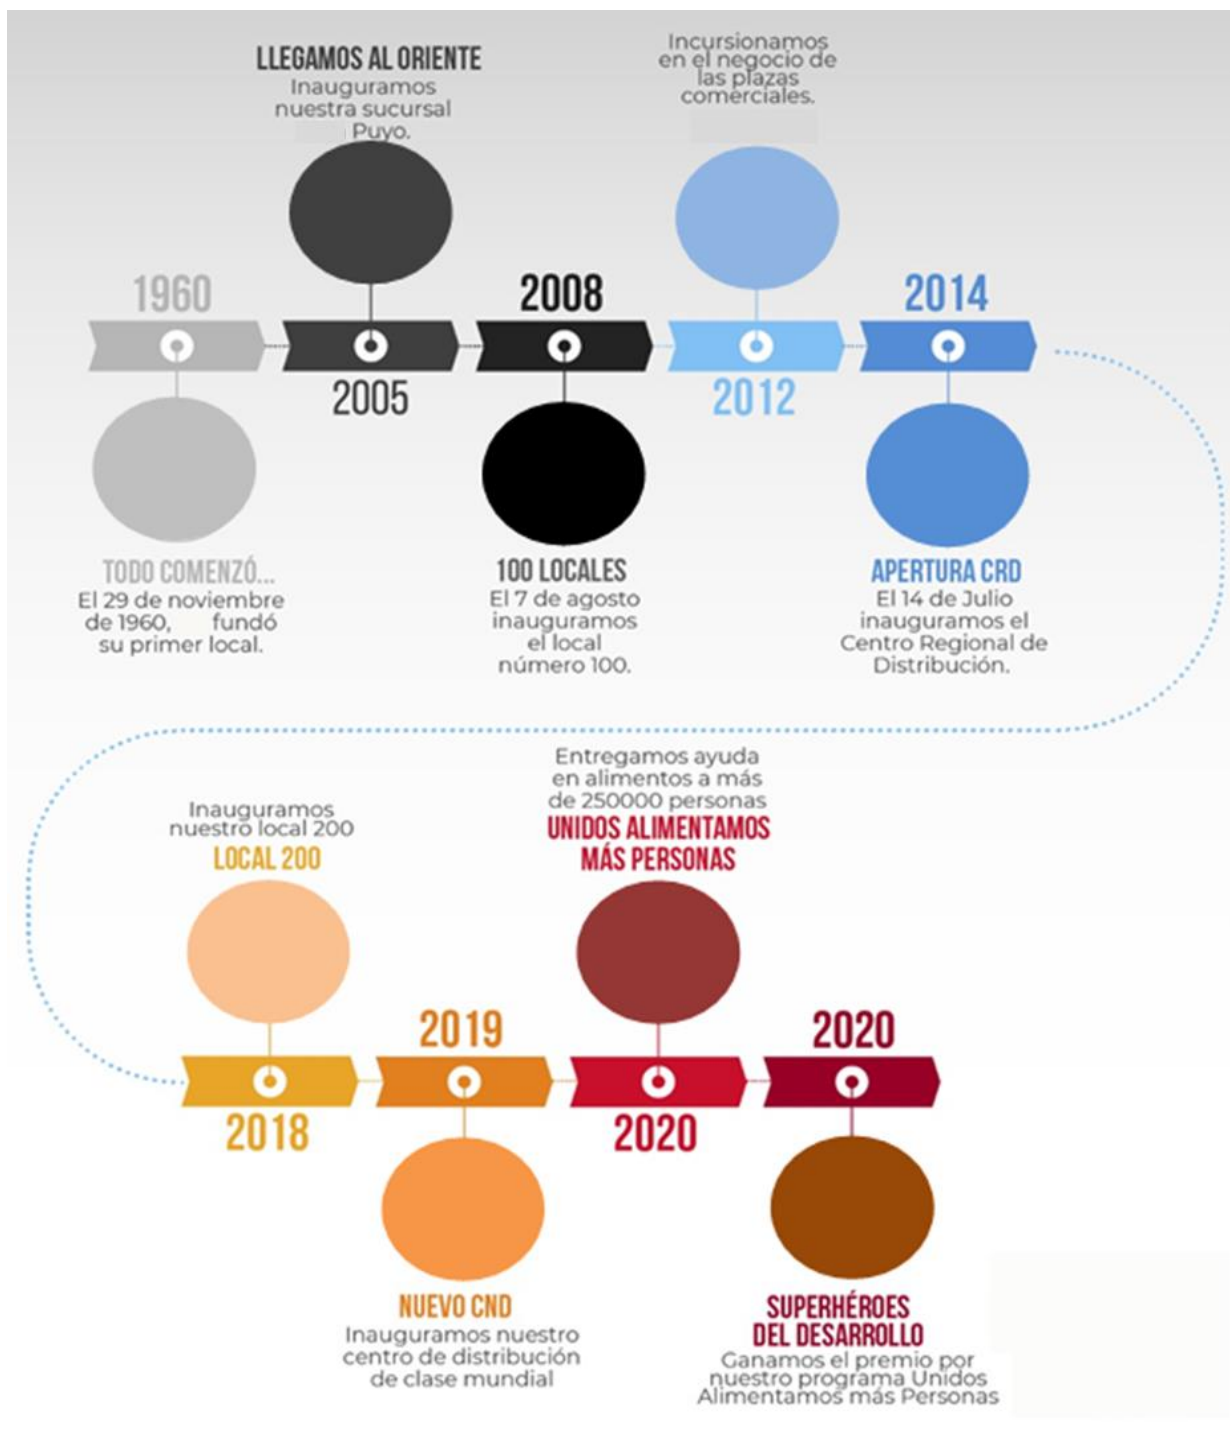 1960
TODO COMENZÓ...
El 29 de noviembre
de 1960, fundó
su primer local.
LLEGAMOS AL ORIENTE
Inauguramos
nuestra sucursal
Puyo.
2005
2008
100 LOCALES
El 7 de agosto
inauguramos
el local
número 100.
Incursionamos
en el negocio de
las plazas
comerciales.
2012
2014
APERTURA CRD
El 14 de Julio
inauguramos el
Centro Regional de
Distribución.
Inauguramos
nuestro local 200
LOCAL 200
2018
2019
NUEVO CND
Inauguramos nuestro
centro de distribución
de clase mundial
Entregamos ayuda
en alimentos a más
de 250000 personas
UNIDOS ALIMENTAMOS
MÁS PERSONAS
2020
2020
SUPERHÉROES
DEL DESARROLLO
Ganamos el premio por
nuestro programa Unidos
Alimentamos más Personas